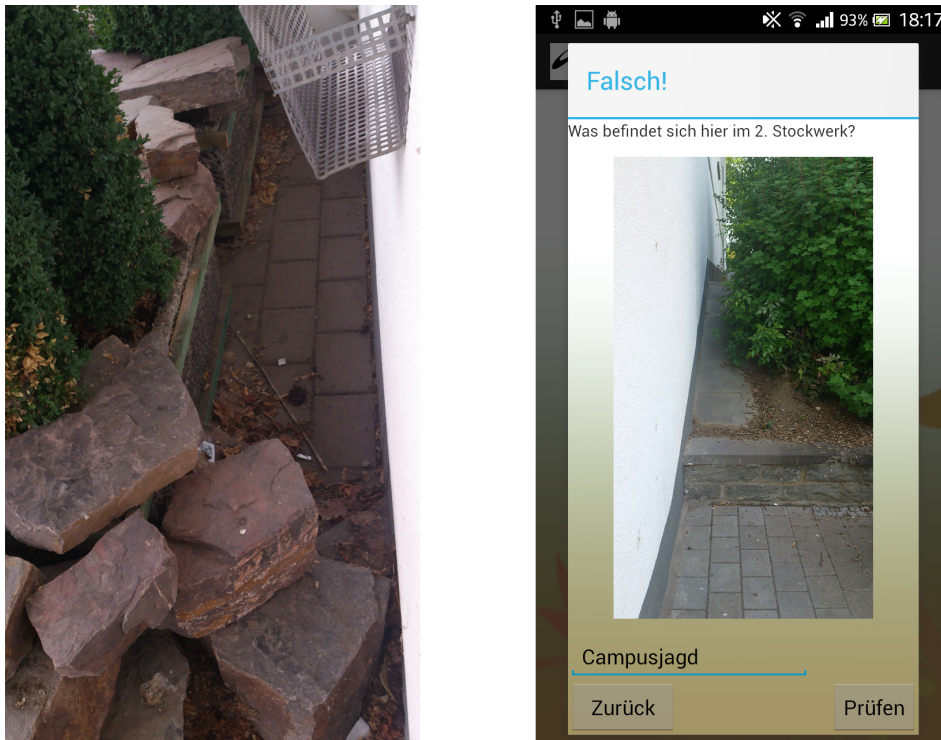 93% 18:17
Falsch!
Was befindet sich hier im 2. Stockwerk?
Campusjagd
Zurück
Prüfen